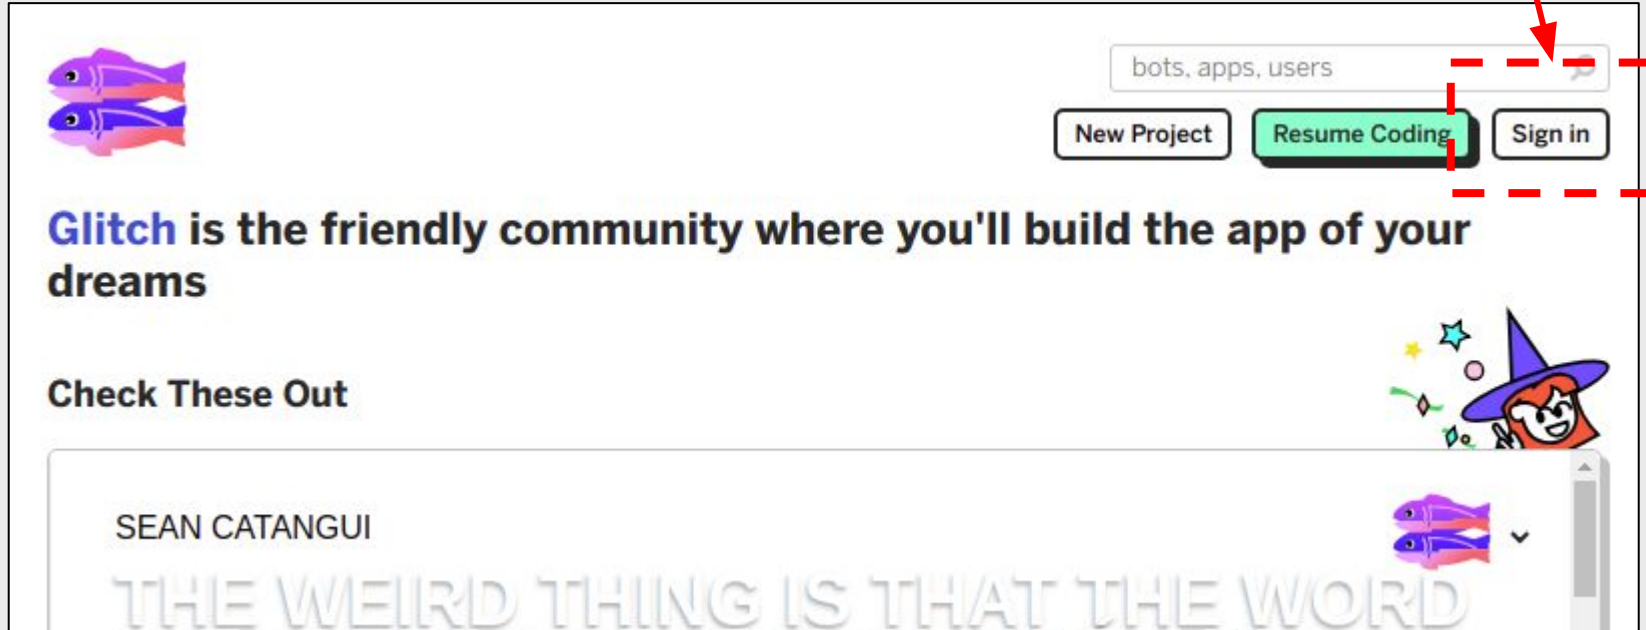 bots, apps, users
New Project Resume Coding Sign in
Glitch is the friendly community where you'll build the app of your
dreams
Check These Out
SEAN CATANGUI
THE WEIRD THING IS THAT THE WORD